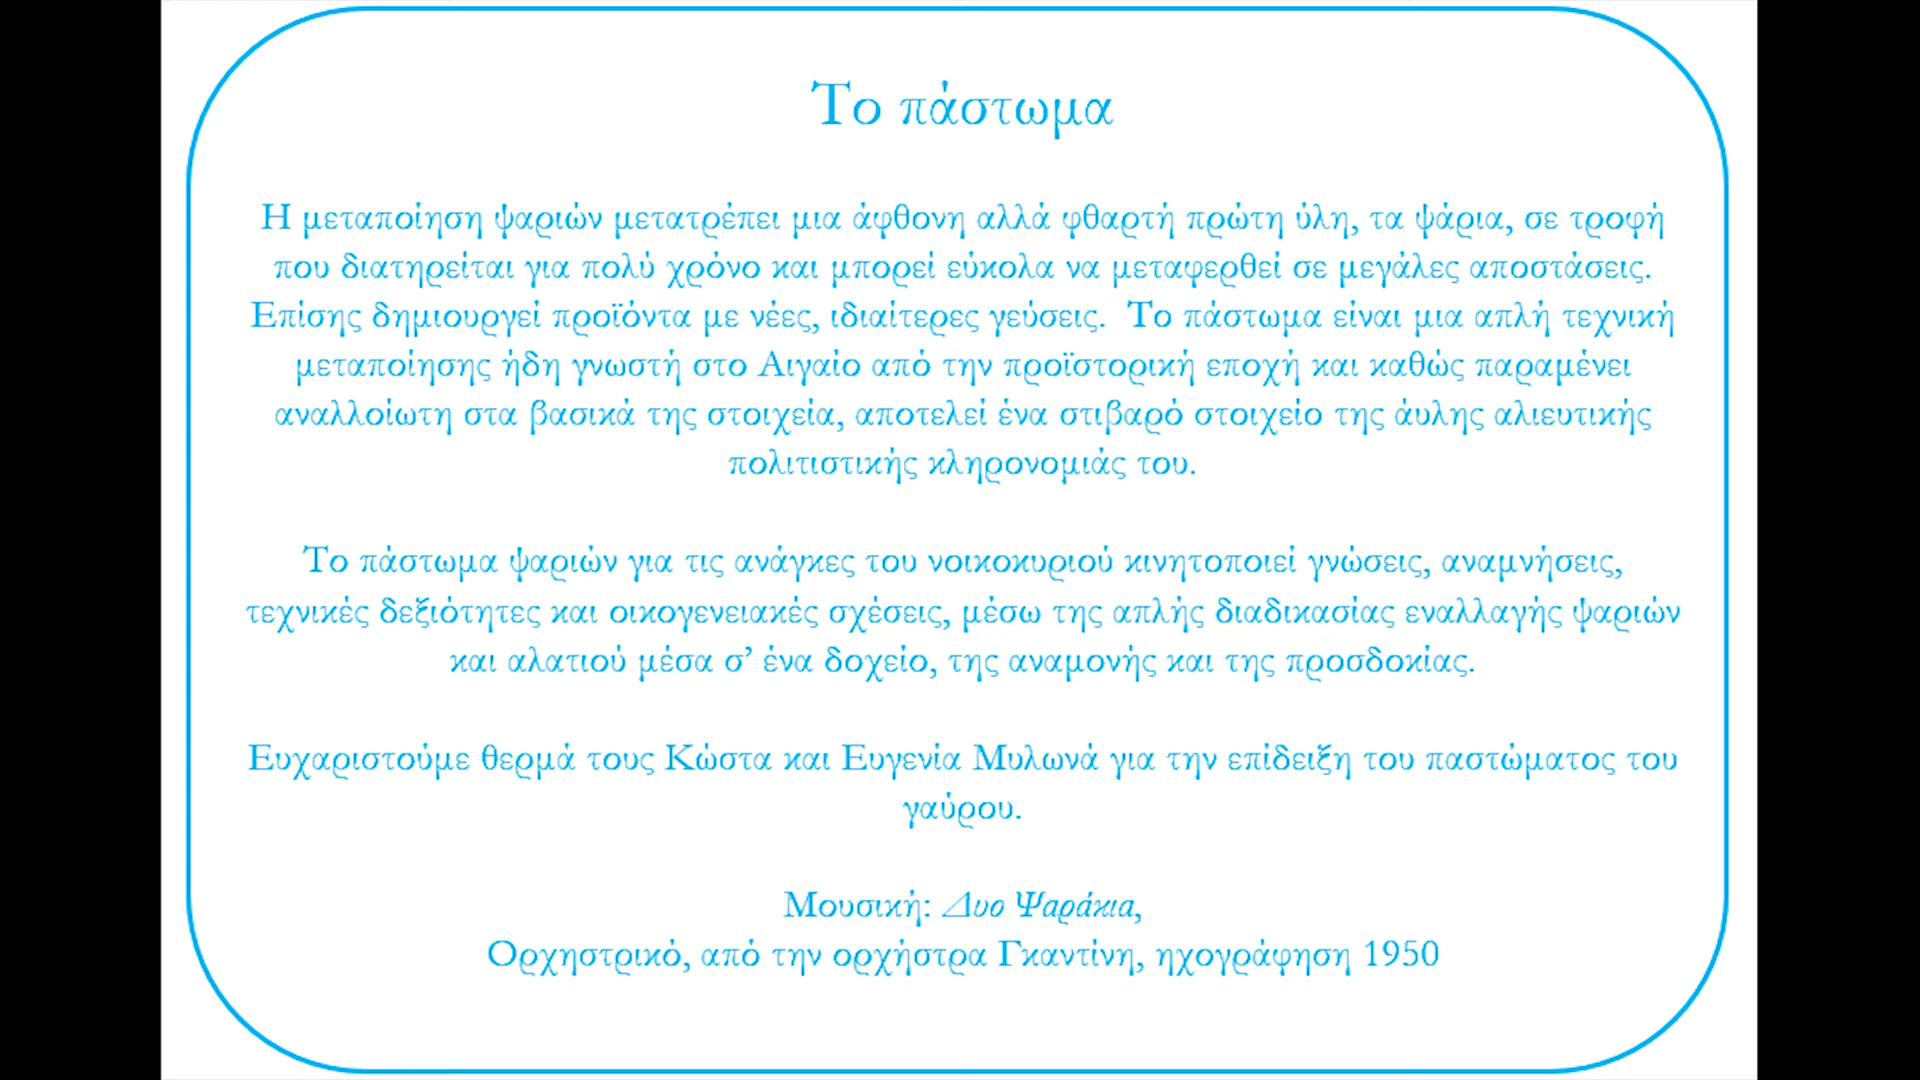 Το πάστωμα
Η μεταποίηση ψαριών μετατρέπει μια άφθονη αλλά φθαρτή πρώτη ύλη, τα ψάρια, σε τροφή
που διατηρείται για πολύ χρόνο και μπορεί εύκολα να μεταφερθεί σε μεγάλες αποστάσεις.
Επίσης δημιουργεί προϊόντα με νέες, ιδιαίτερες γεύσεις.  Το πάστωμα είναι μια απλή τεχνική
μεταποίησης ήδη γνωστή στο Αιγαίο από την προϊστορική εποχή και καθώς παραμένει
αναλλοίωτη στα βασικά της στοιχεία, αποτελεί ένα στιβαρό στοιχείο της άυλης αλιευτικής
πολιτιστικής κληρονομιάς του.
Το πάστωμα ψαριών για τις ανάγκες του νοικοκυριού κινητοποιεί γνώσεις, αναμνήσεις,
τεχνικές δεξιότητες και οικογενειακές σχέσεις, μέσω της απλής διαδικασίας εναλλαγής ψαριών
και αλατιού μέσα σ’ ένα δοχείο, της αναμονής και της προσδοκίας.
Ευχαριστούμε θερμά τους Κώστα και Ευγενία Μυλωνά για την επίδειξη του παστώματος του
γαύρου.
Μουσική: Δυο Ψαράκια,
Ορχηστρικό, από την ορχήστρα Γκαντίνη, ηχογράφηση 1950